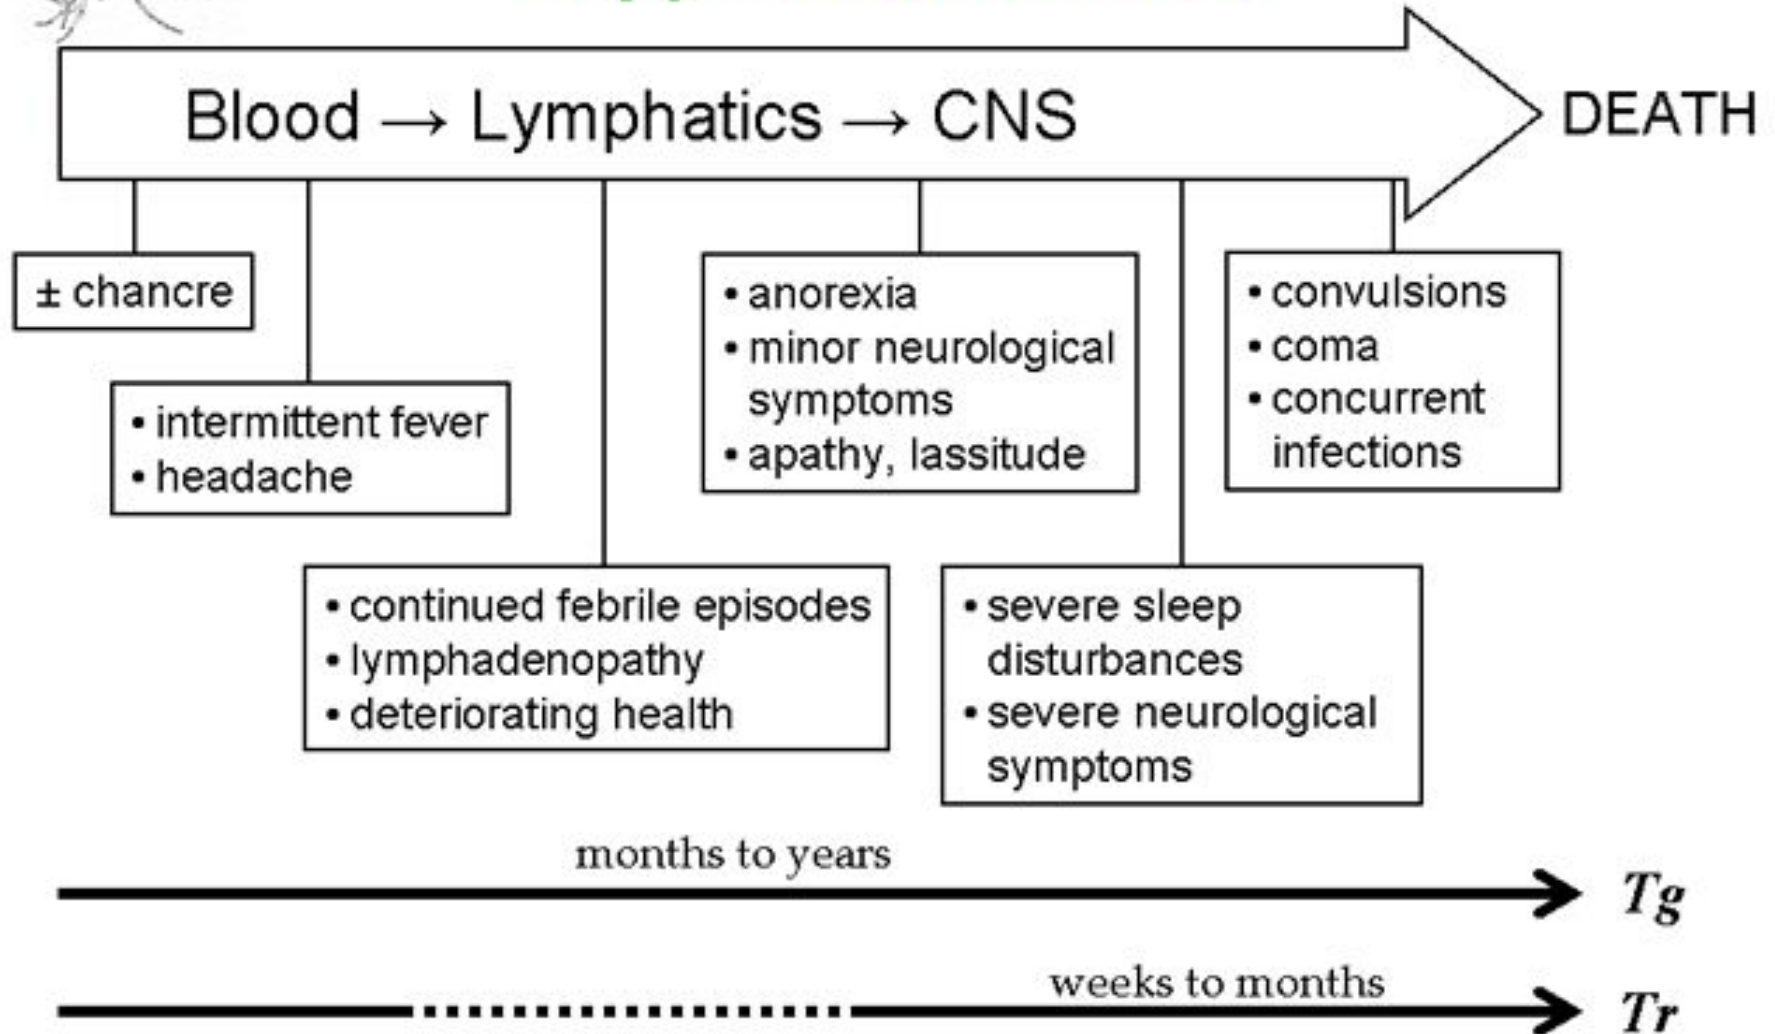 Blood → Lymphatics → CNS
DEATH
± chancre
• intermittent fever
• headache
• continued febrile episodes
• lymphadenopathy
• deteriorating health
• anorexia
• minor neurological
symptoms
• apathy, lassitude
• severe sleep
disturbances
• severe neurological
symptoms
• convulsions
• coma
• concurrent
infections
months to years
Tg
weeks to months
Tr